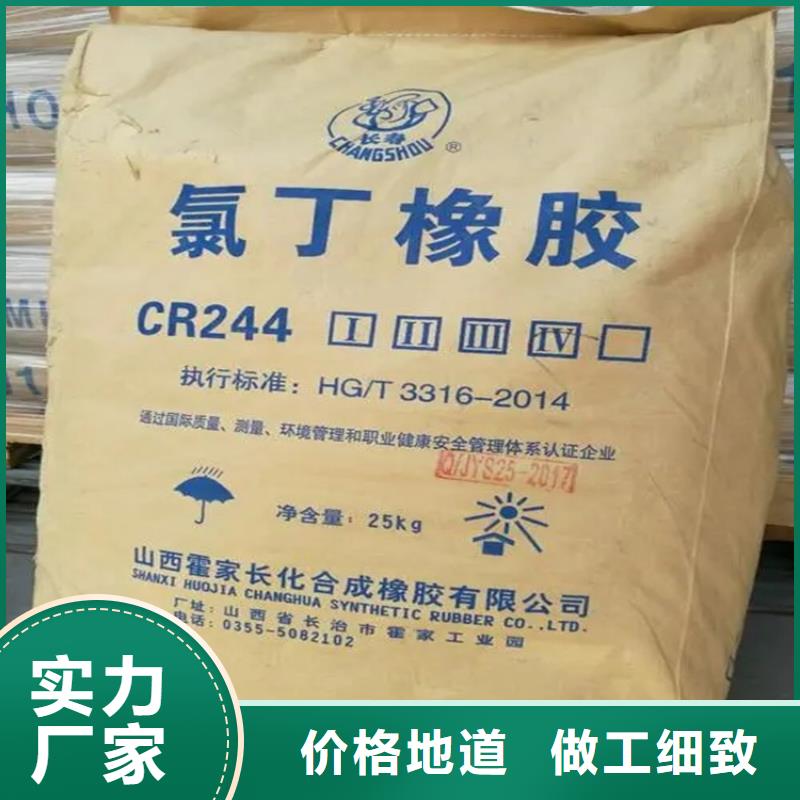 长春
CHANGSHOU ®
氯丁橡胶
CR244 I II III IV
执行标准：HG/T 3316-2014
通过国际质量、测量、环境管理和职业健康安全管理体系认证企业
Q/JYS25-2017
净含量：25kg
山西霍家长化合成橡胶有限公司
SHANXI HUOJIA CHANGHUA SYNTHETIC RUBBER CO.,LTD.
厂址：山西省长治市霍家工业园
电话：0355-5082102
实力
厂家
价格地道 做工细致